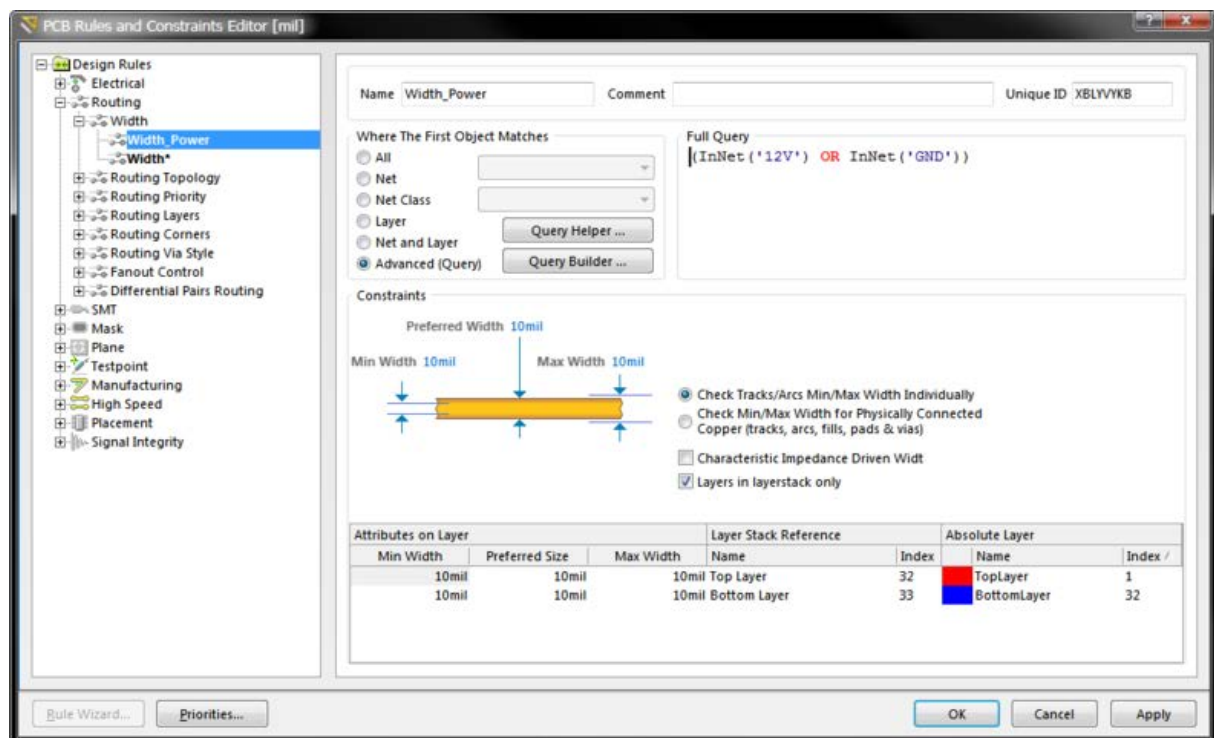 PCB Rules and Constraints Editor [mil]
Design Rules
Electrical
Routing
Width
Width_Power
Width*
Routing Topology
Routing Priority
Routing Layers
Routing Corners
Routing Via Style
Fanout Control
Differential Pairs Routing
SMT
Mask
Plane
Testpoint
Manufacturing
High Speed
Placement
Signal Integrity
Name Width_Power Comment Unique ID XBLYVYKB
Where The First Object Matches
All
Net
Net Class
Layer
Net and Layer
Advanced (Query)
Query Helper ...
Query Builder ...
Full Query
(InNet('12V') OR InNet('GND'))
Constraints
Preferred Width 10mil
Min Width 10mil Max Width 10mil
Check Tracks/Arcs Min/Max Width Individually
Check Min/Max Width for Physically Connected
Copper (tracks, arcs, fills, pads & vias)
Characteristic Impedance Driven Widt
Layers in layerstack only
Attributes on Layer Layer Stack Reference Absolute Layer
Min Width Preferred Size Max Width Name Index Name Index
10mil 10mil 10mil Top Layer 32 TopLayer 1
10mil 10mil 10mil Bottom Layer 33 BottomLayer 32
Rule Wizard... Priorities... OK Cancel Apply